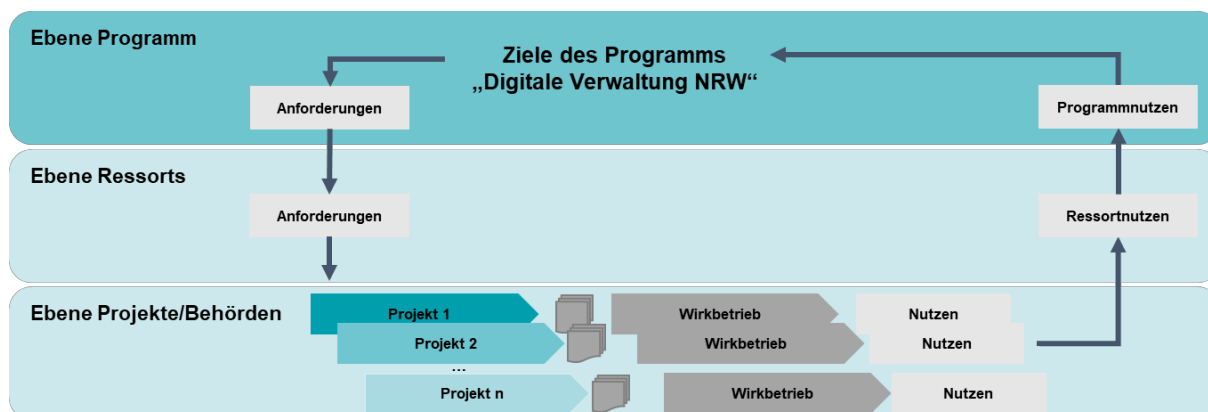 Ebene Programm
Ziele des Programms
„Digitale Verwaltung NRW“
Anforderungen
Programmnutzen
Ebene Ressorts
Anforderungen
Ressortnutzen
Ebene Projekte/Behörden
Projekt 1
Wirkbetrieb
Nutzen
Projekt 2
Wirkbetrieb
Nutzen
...
Projekt n
Wirkbetrieb
Nutzen